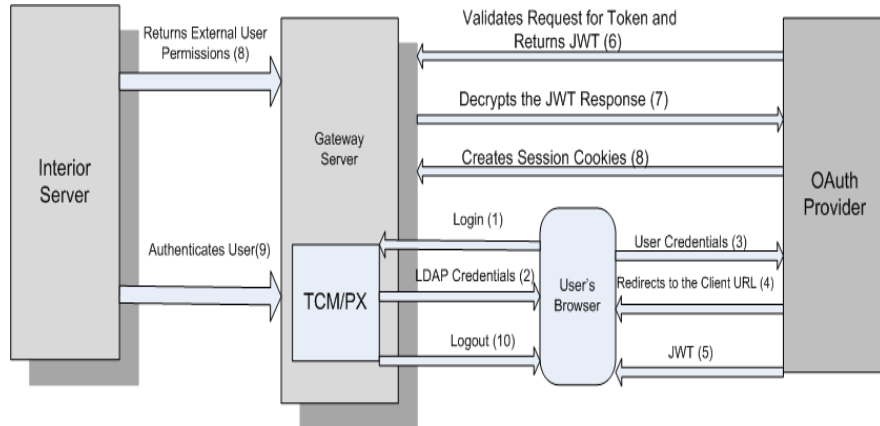 Validates Request for Token and
Returns JWT (6)
Returns External User
Permissions (8)
Decrypts the JWT Response (7)
Gateway
Server
Creates Session Cookies (8)
Interior
Server
OAuth
Provider
Login (1)
User Credentials (3)
Authenticates User(9)
LDAP Credentials (2)
Redirects to the Client URL (4)
TCM/PX
User's
Browser
Logout (10)
JWT (5)